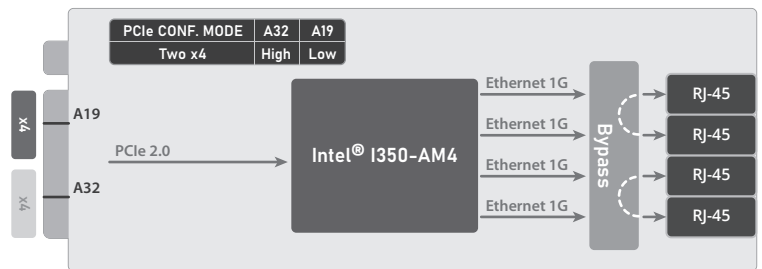 PCIe CONF. MODE A32 A19
Two x4 High Low
Ethernet 1G RJ-45
A19
x4
Ethernet 1G RJ-45
PCIe 2.0
Intel® I350-AM4
Bypass
Ethernet 1G RJ-45
A32
x4
Ethernet 1G RJ-45